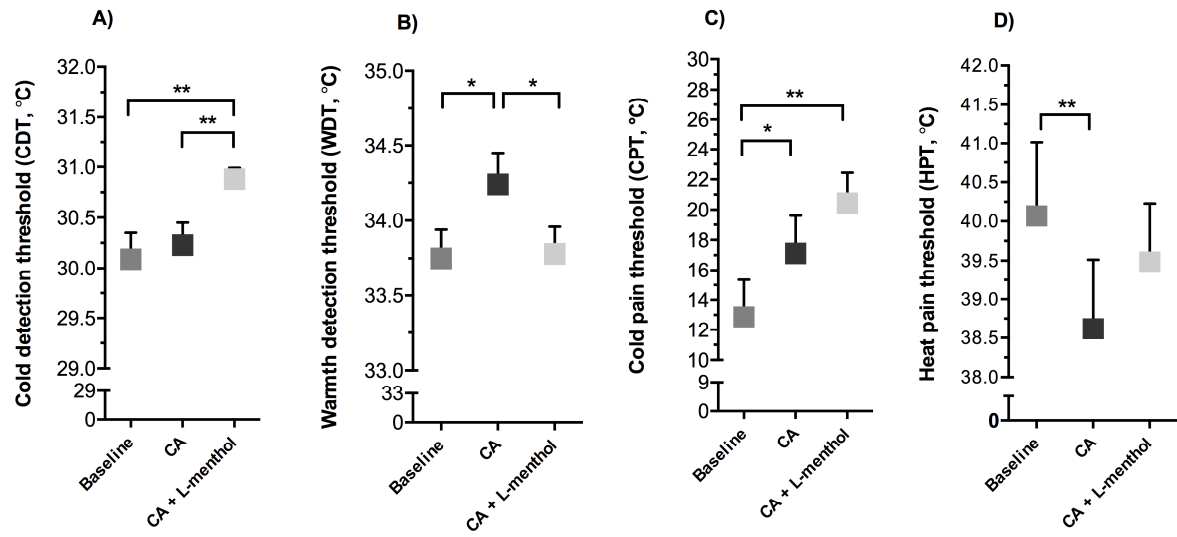 A)
Cold detection threshold (CDT, °C)
32.0
31.5
31.0
30.5
30.0
29.5
29.0
29
0
**
**
Baseline
CA
CA + L-menthol
B)
Warmth detection threshold (WDT, °C)
35.0
34.5
34.0
33.5
33.0
33
0
*
*
Baseline
CA
CA + L-menthol
C)
Cold pain threshold (CPT, °C)
30
28
26
24
22
20
18
16
14
12
10
9
0
**
*
Baseline
CA
CA + L-menthol
D)
Heat pain threshold (HPT, °C)
42.0
41.5
41.0
40.5
40.0
39.5
39.0
38.5
38.0
0
**
Baseline
CA
CA + L-menthol